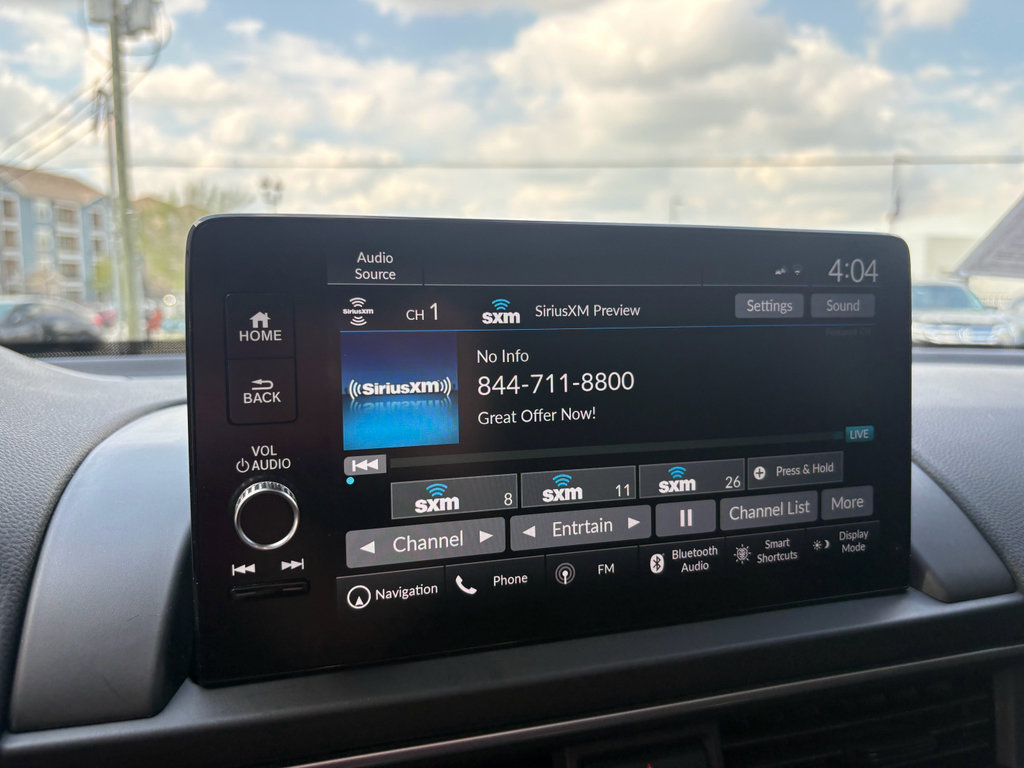 Audio
Source
4:04
SiriusXM
CH 1
sxm
SiriusXM Preview
Settings
Sound
HOME
BACK
((SiriusXM))
No Info
844-711-8800
Great Offer Now!
LIVE
VOL
AUDIO
sxm 8
sxm 11
sxm 26
Press & Hold
Channel
Entrtain
Channel List
More
Navigation
Phone
FM
Bluetooth
Audio
Smart
Shortcuts
Display
Mode